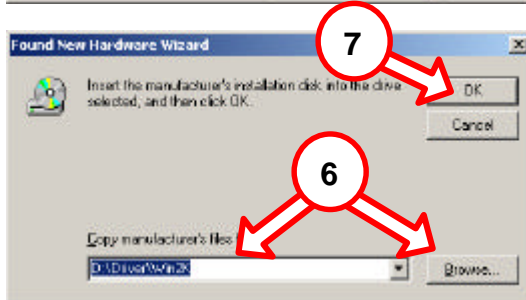 Found New Hardware Wizard
7
Insert the manufacturer's installation disk into the drive
selected, and then click OK.
OK
Cancel
6
Copy manufacturer's files
D:\Driver\Win2K
Browse...